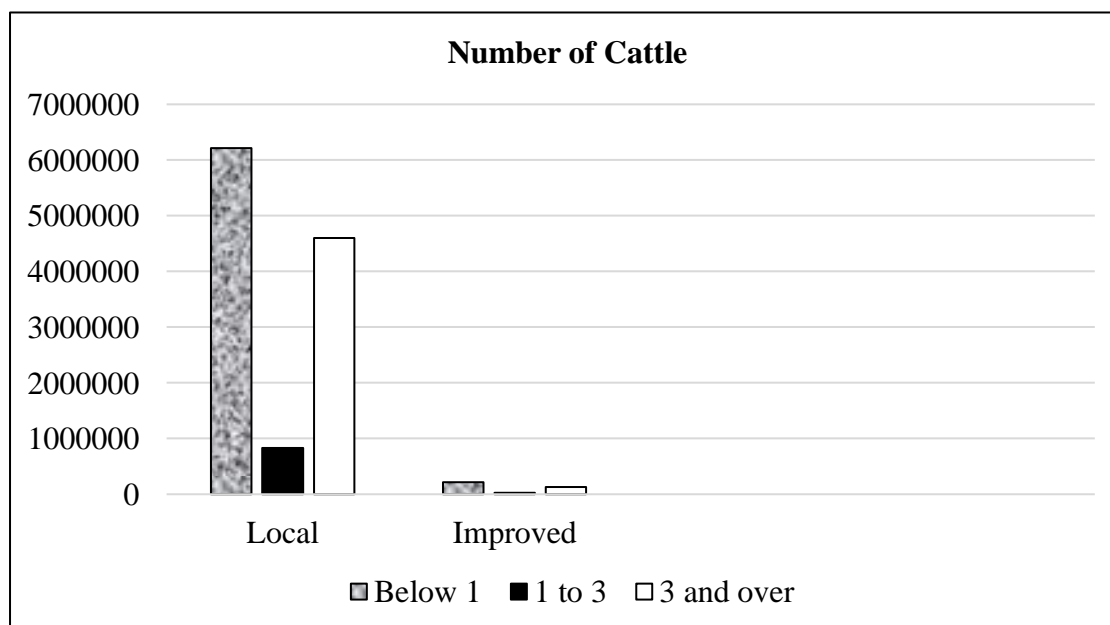 Number of Cattle
7000000
6000000
5000000
4000000
3000000
2000000
1000000
0
Local Improved
Below 1 1 to 3 3 and over